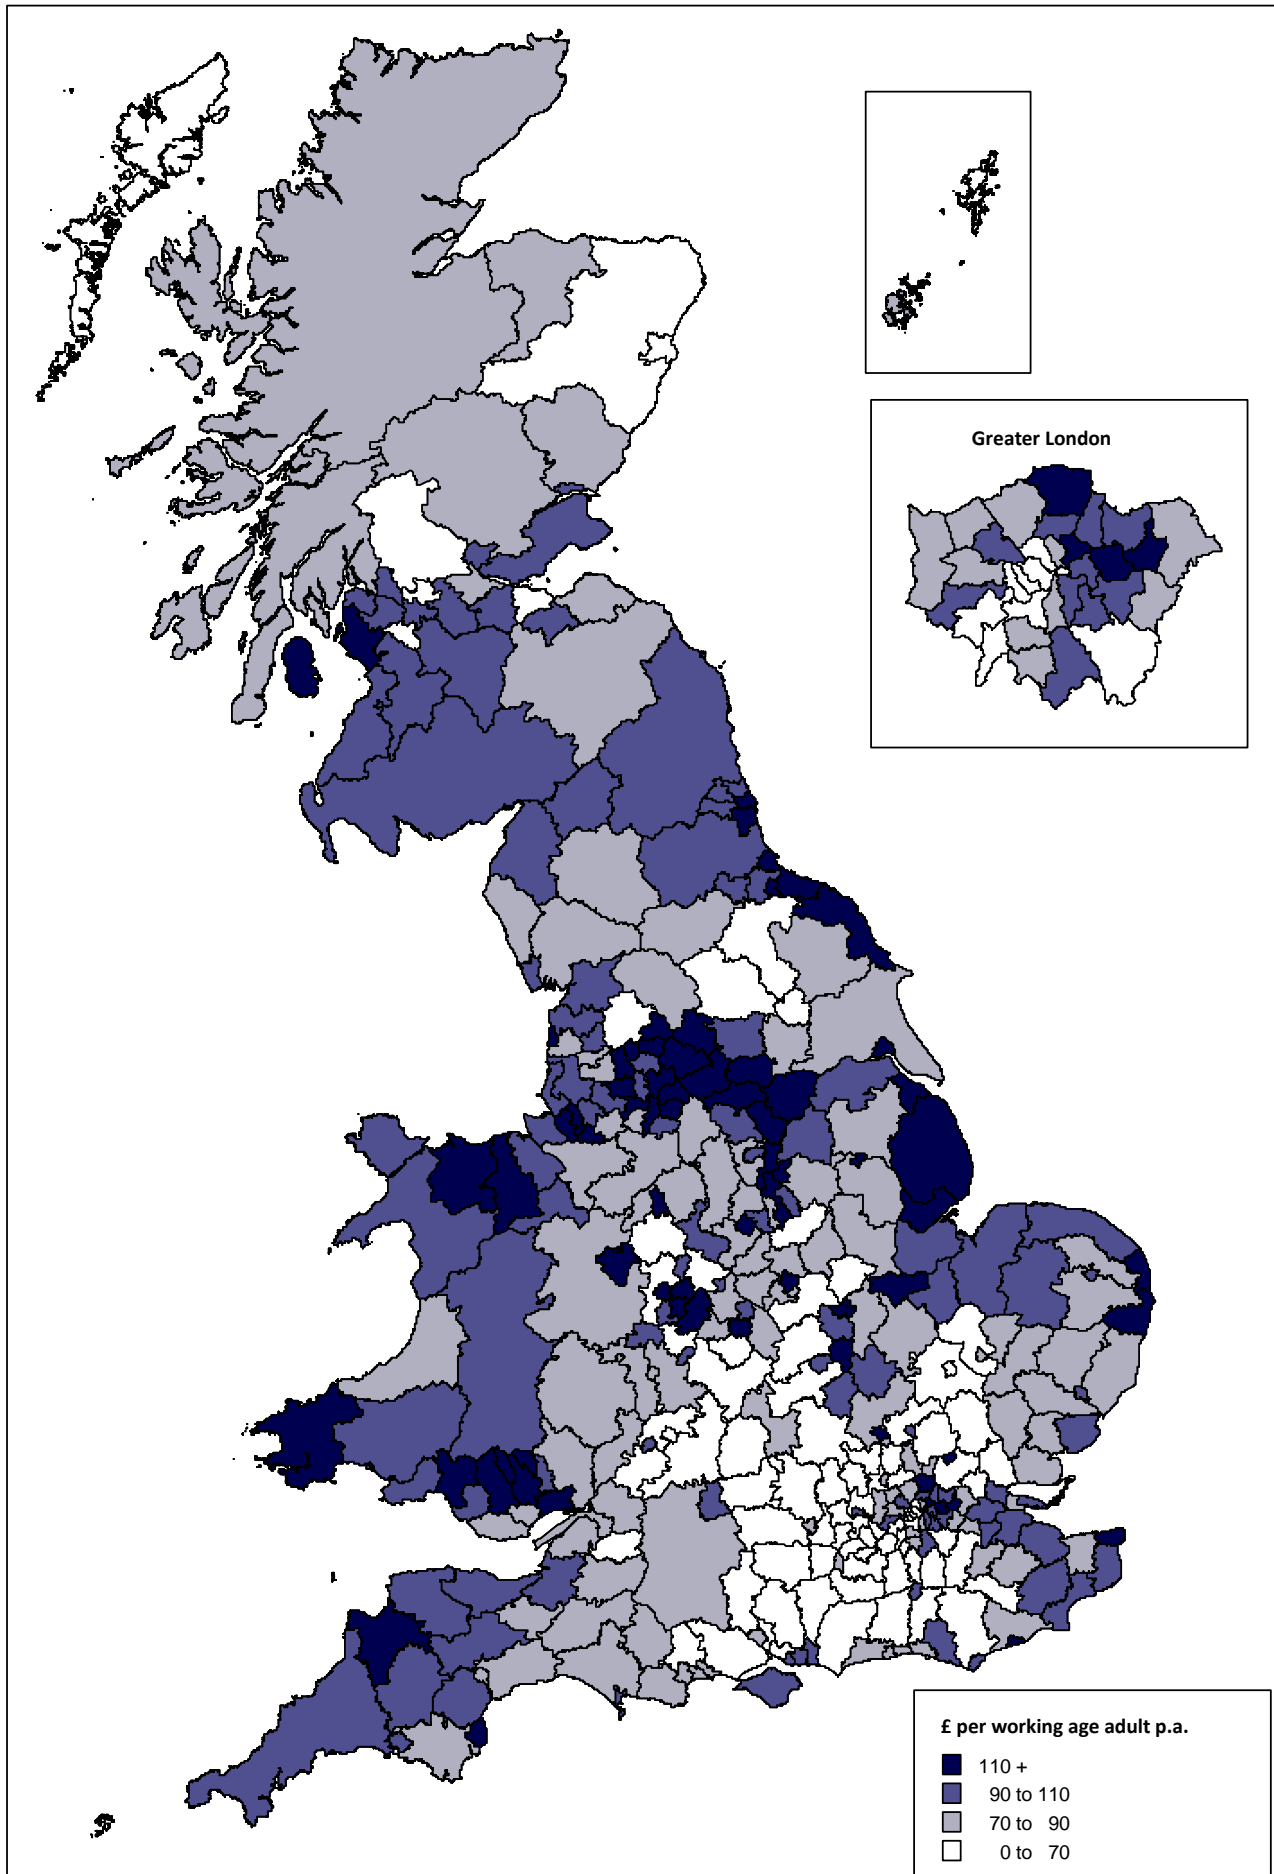 Greater London
£ per working age adult p.a.
110 +
90 to 110
70 to 90
0 to 70